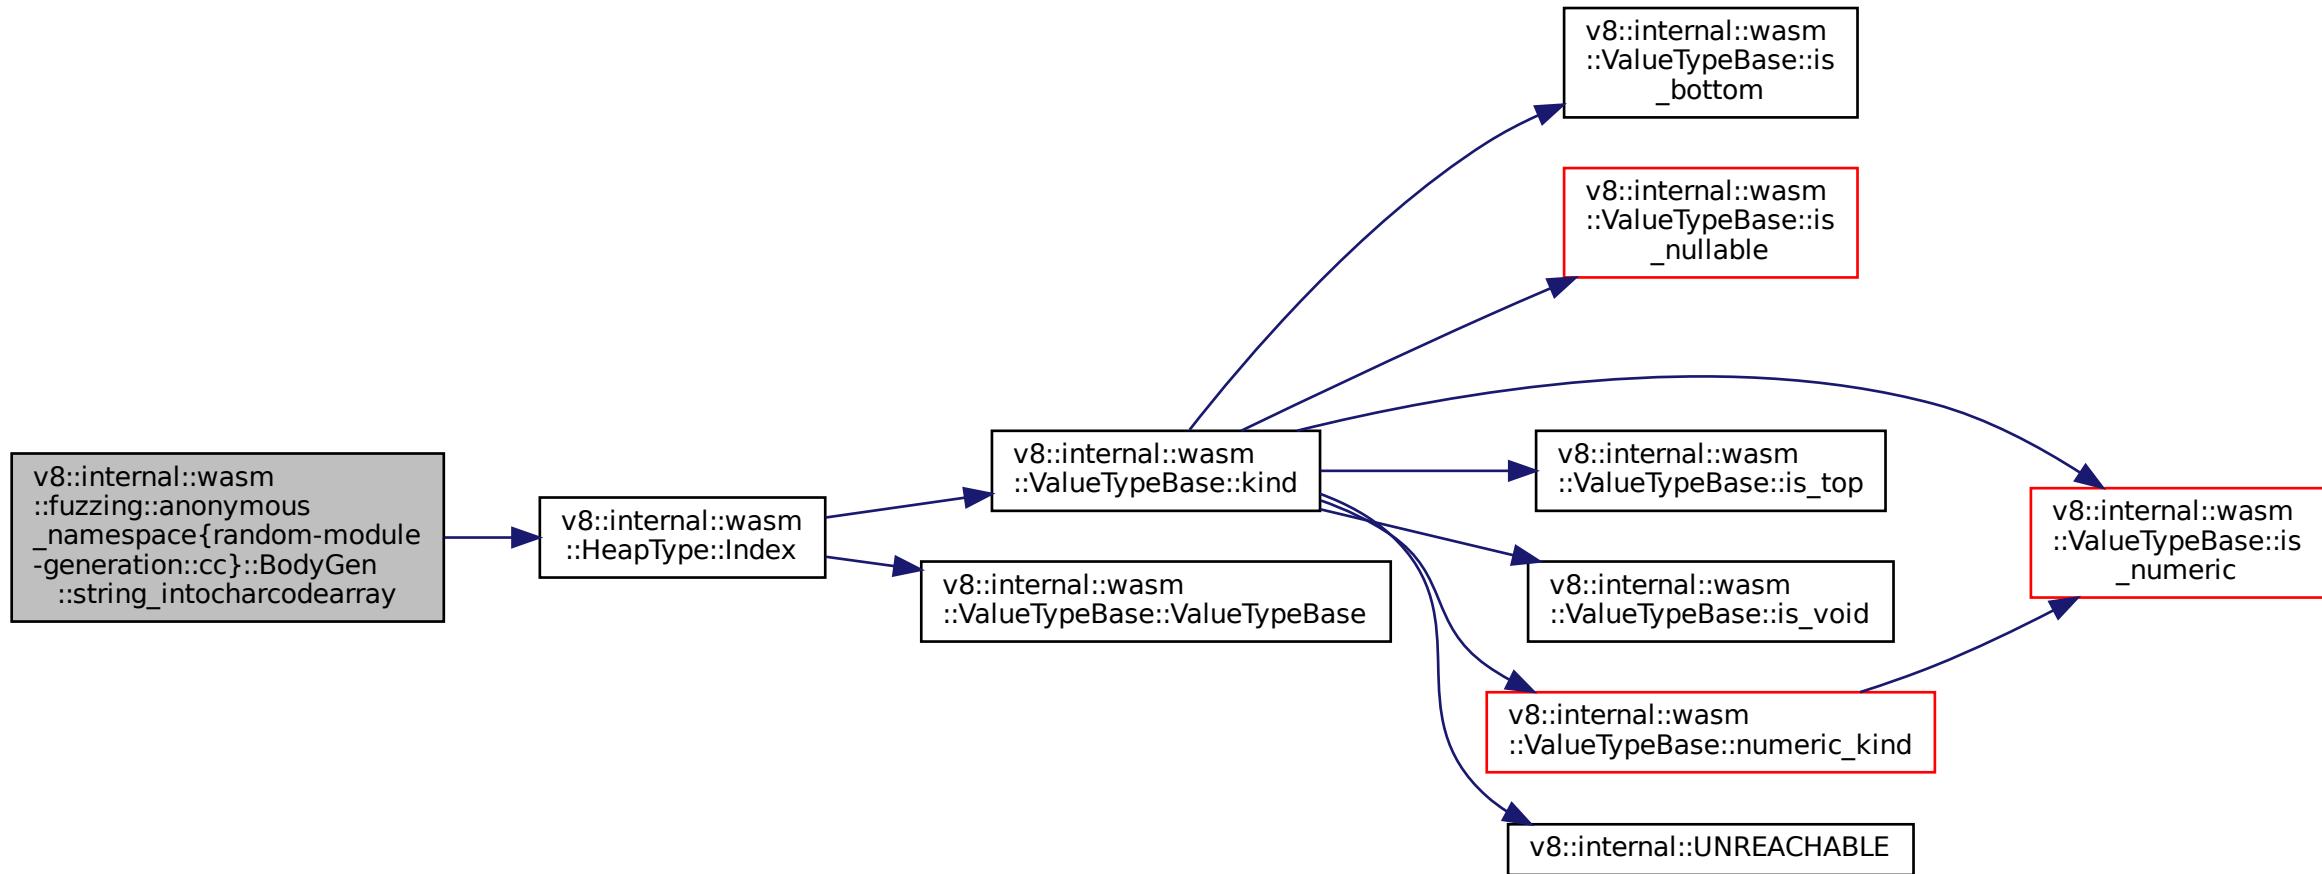 v8::internal::wasm
::fuzzing::anonymous
_namespace{random-module
-generation::cc}::BodyGen
::string_intocharcodearray
v8::internal::wasm
::HeapType::Index
v8::internal::wasm
::ValueTypeBase::kind
v8::internal::wasm
::ValueTypeBase::ValueTypeBase
v8::internal::wasm
::ValueTypeBase::is
_bottom
v8::internal::wasm
::ValueTypeBase::is
_nullable
v8::internal::wasm
::ValueTypeBase::is_top
v8::internal::wasm
::ValueTypeBase::is_void
v8::internal::wasm
::ValueTypeBase::numeric_kind
v8::internal::UNREACHABLE
v8::internal::wasm
::ValueTypeBase::is
_numeric